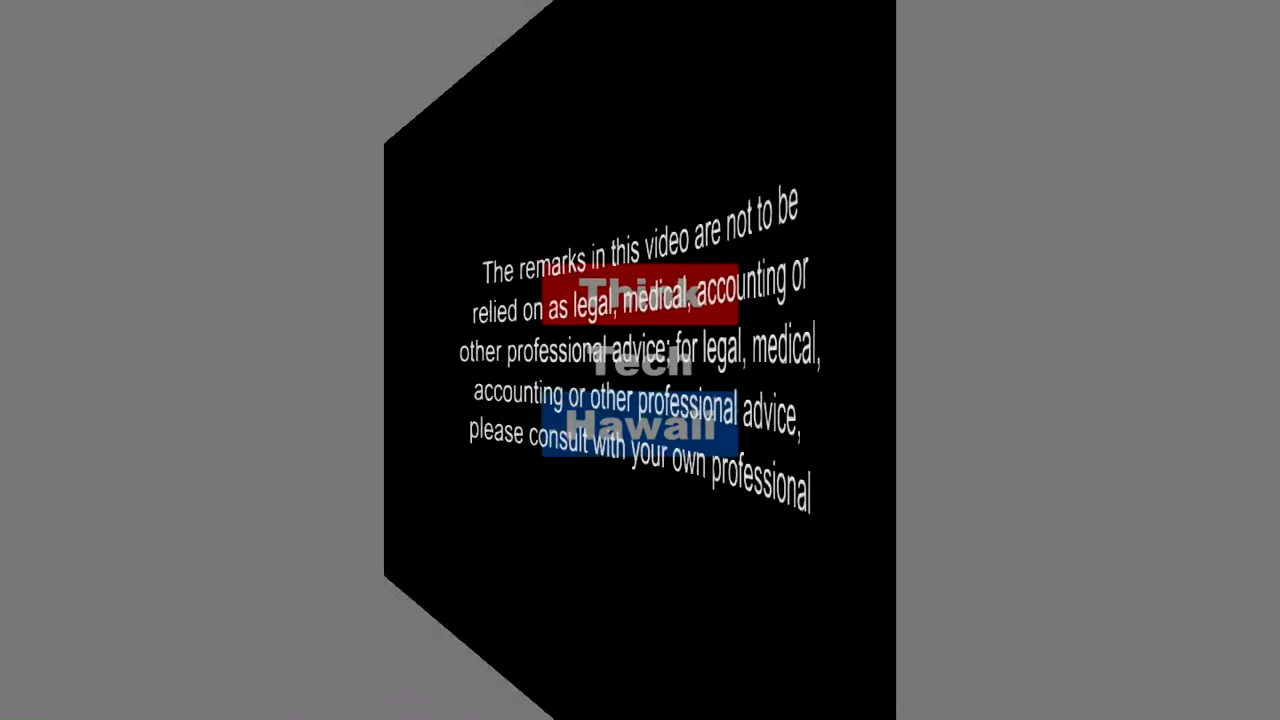 The remarks in this video are not to be
relied on as legal, medical, accounting or
other professional advice; for legal, medical,
accounting or other professional advice,
please consult with your own professional
Think
Tech
Hawaii